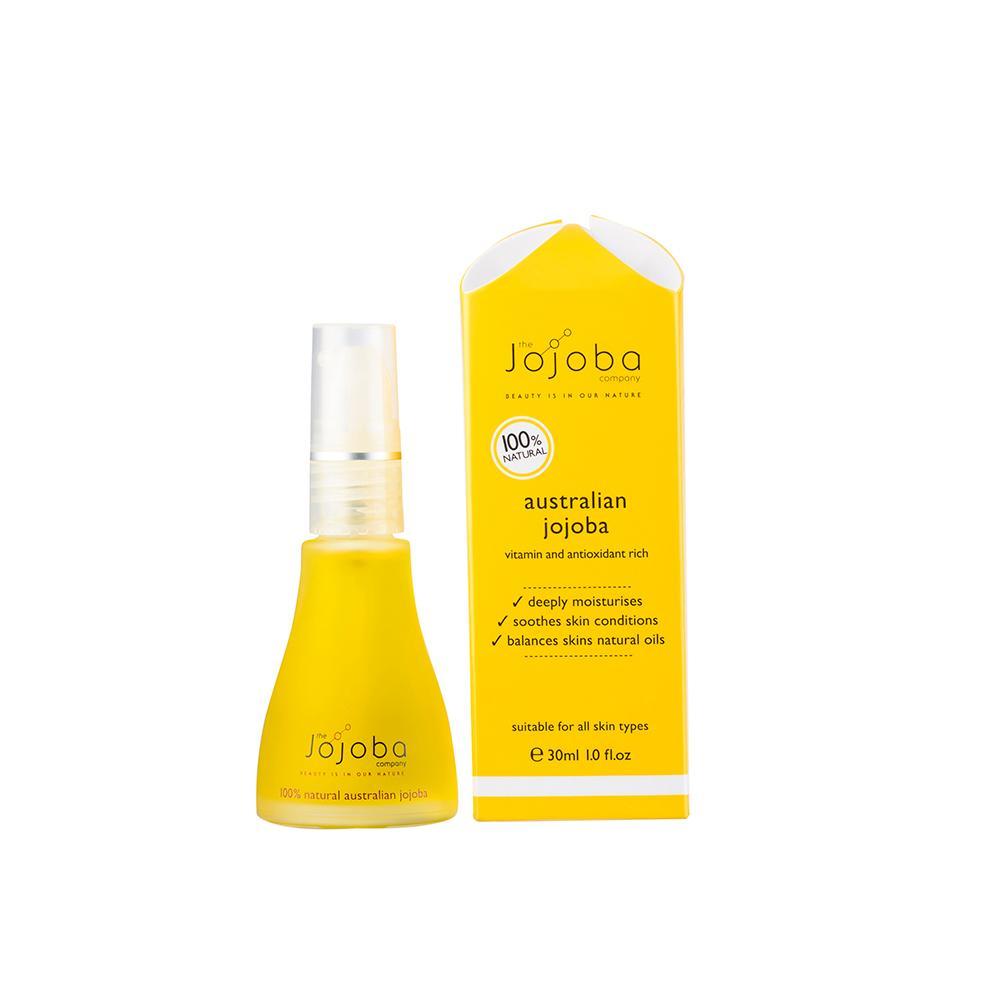 the
Jojoba
company
BEAUTY IS IN OUR NATURE
100%
NATURAL
australian
jojoba
vitamin and antioxidant rich
✓ deeply moisturises
✓ soothes skin conditions
✓ balances skins natural oils
suitable for all skin types
℮ 30ml 1.0 fl.oz
the
Jojoba
company
BEAUTY IS IN OUR NATURE
100% natural australian jojoba